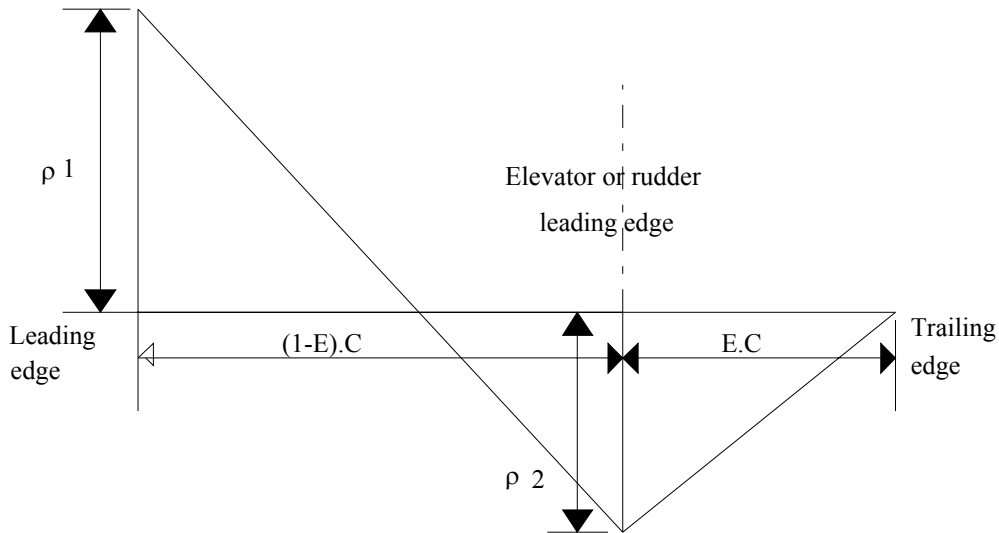 ρ 1
Elevator or rudder
leading edge
Leading
edge
(1-E).C
E.C
Trailing
edge
ρ 2